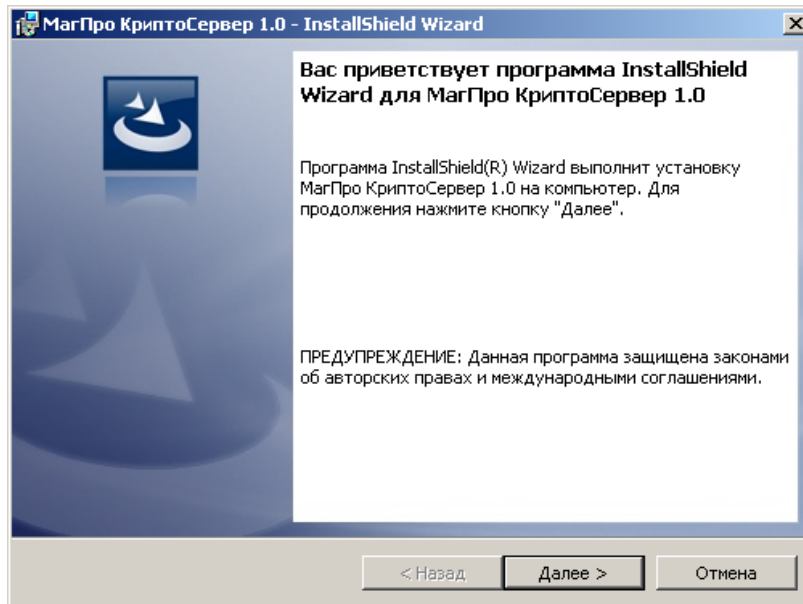 МагПро КриптоСервер 1.0 - InstallShield Wizard
Вас приветствует программа InstallShield
Wizard для МагПро КриптоСервер 1.0
Программа InstallShield(R) Wizard выполнит установку
МагПро КриптоСервер 1.0 на компьютер. Для
продолжения нажмите кнопку "Далее".
ПРЕДУПРЕЖДЕНИЕ: Данная программа защищена законами
об авторских правах и международными соглашениями.
< Назад
Далее >
Отмена